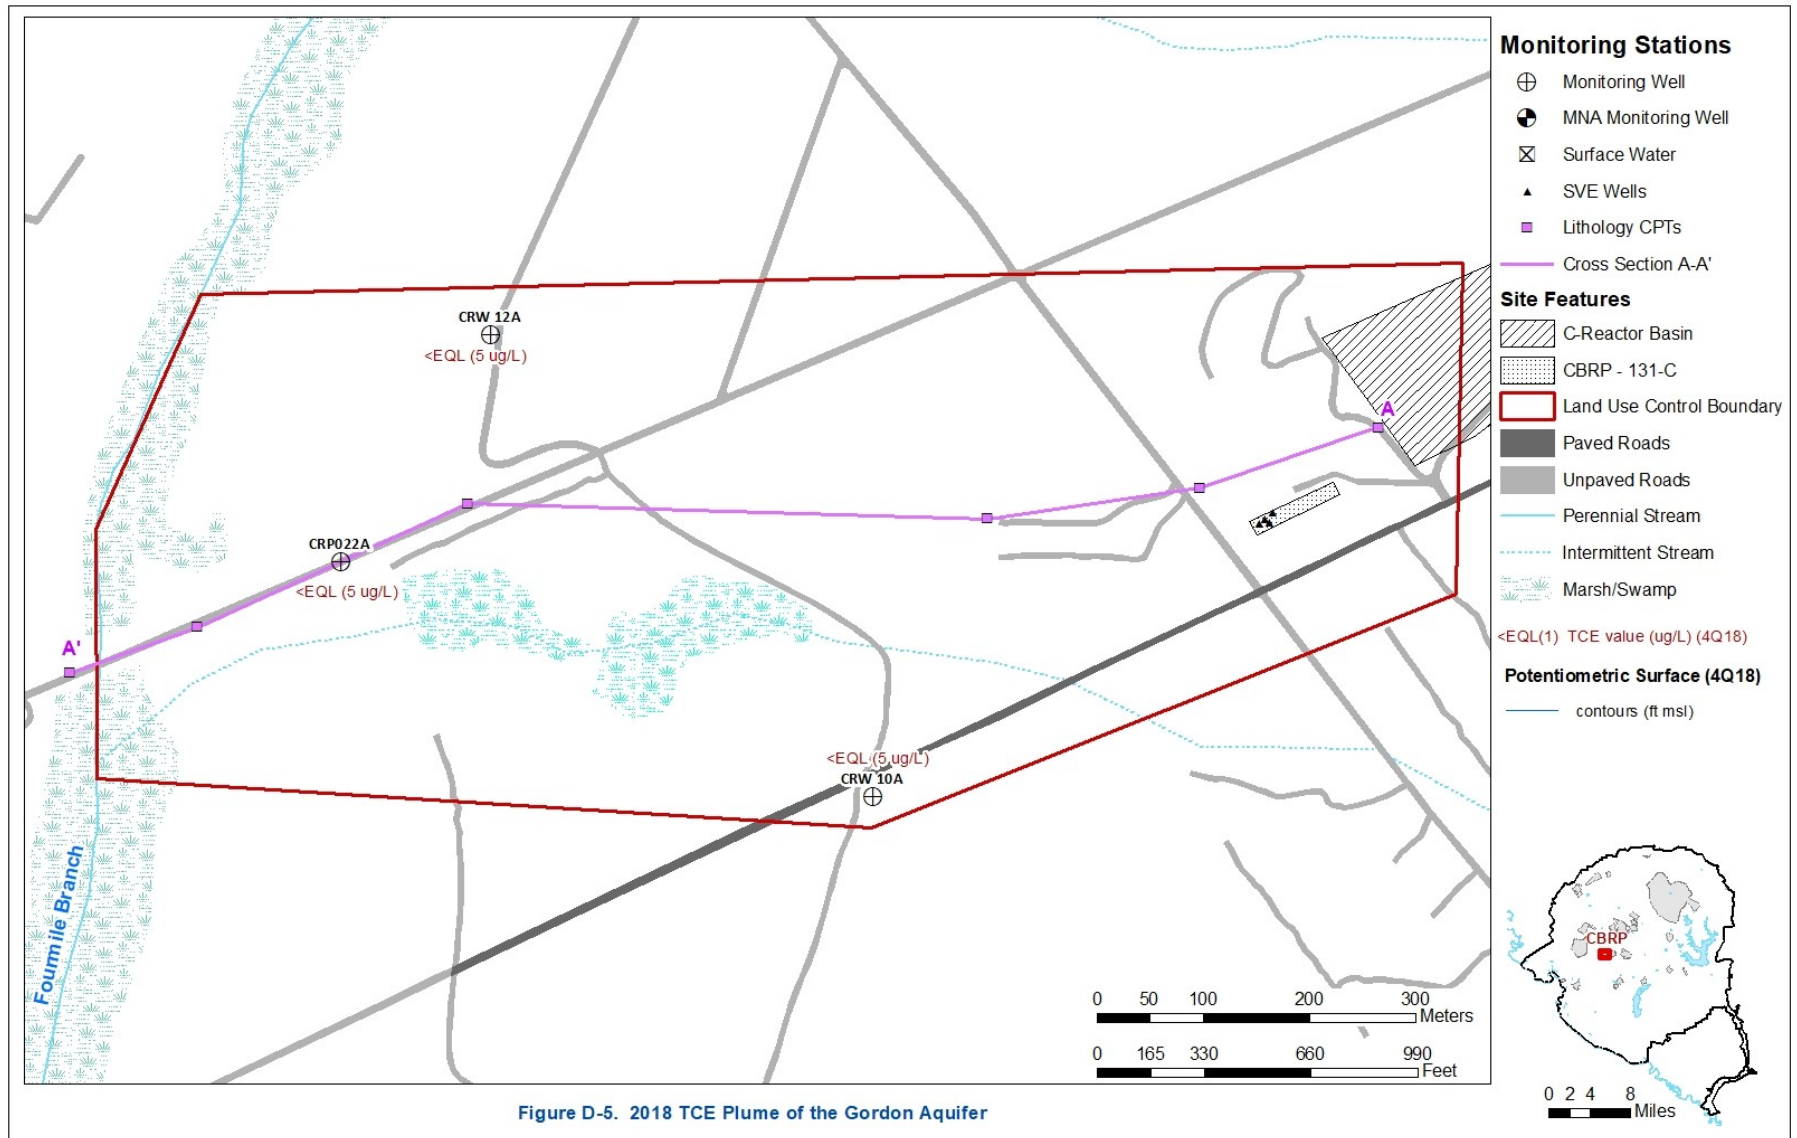 Monitoring Stations
Monitoring Well
MNA Monitoring Well
Surface Water
SVE Wells
Lithology CPTs
Cross Section A-A'
Site Features
C-Reactor Basin
CBRP - 131-C
Land Use Control Boundary
Paved Roads
Unpaved Roads
Perennial Stream
Intermittent Stream
Marsh/Swamp
<EQL(1) TCE value (ug/L) (4Q18)
Potentiometric Surface (4Q18)
contours (ft msl)
CRW 12A
<EQL (5 ug/L)
A
CRP022A
<EQL (5 ug/L)
A'
<EQL (5 ug/L)
CRW 10A
Fourmile Branch
CBRP
0 50 100 200 300
Meters
0 165 330 660 990
Feet
0 2 4 8
Miles
Figure D-5. 2018 TCE Plume of the Gordon Aquifer